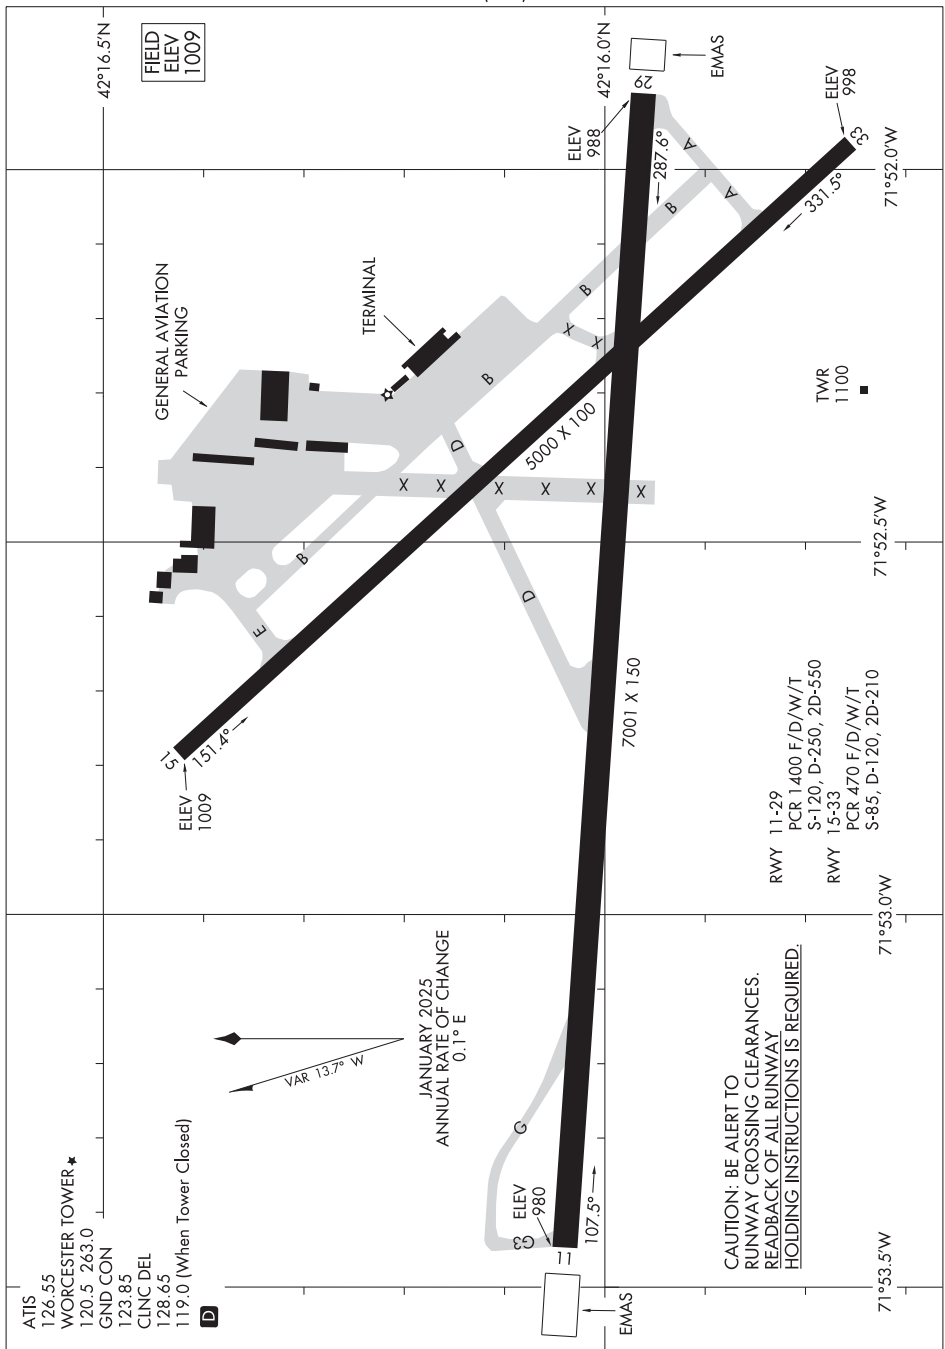 ATIS
126.55
WORCESTER TOWER
120.5 263.0
GND CON
123.85
CLNC DEL
128.65
119.0 (When Tower Closed)
D
FIELD
ELEV
1009
42°16.5'N
42°16.0'N
VAR 13.7° W
JANUARY 2025
ANNUAL RATE OF CHANGE
0.1° E
GENERAL AVIATION
PARKING
TERMINAL
15
151.4°
ELEV
1009
E
B
D
B
B
B
A
A
X
X
X
X
X
X
X
X
D
5000 X 100
7001 X 150
G
G3
ELEV
980
11
107.5°
EMAS
ELEV
988
29
287.6°
EMAS
ELEV
998
33
331.5°
TWR
1100
RWY 11-29
PCR 1400 F/D/W/T
S-120, D-250, 2D-550
RWY 15-33
PCR 470 F/D/W/T
S-85, D-120, 2D-210
CAUTION: BE ALERT TO
RUNWAY CROSSING CLEARANCES.
READBACK OF ALL RUNWAY
HOLDING INSTRUCTIONS IS REQUIRED.
71°53.5'W
71°53.0'W
71°52.5'W
71°52.0'W